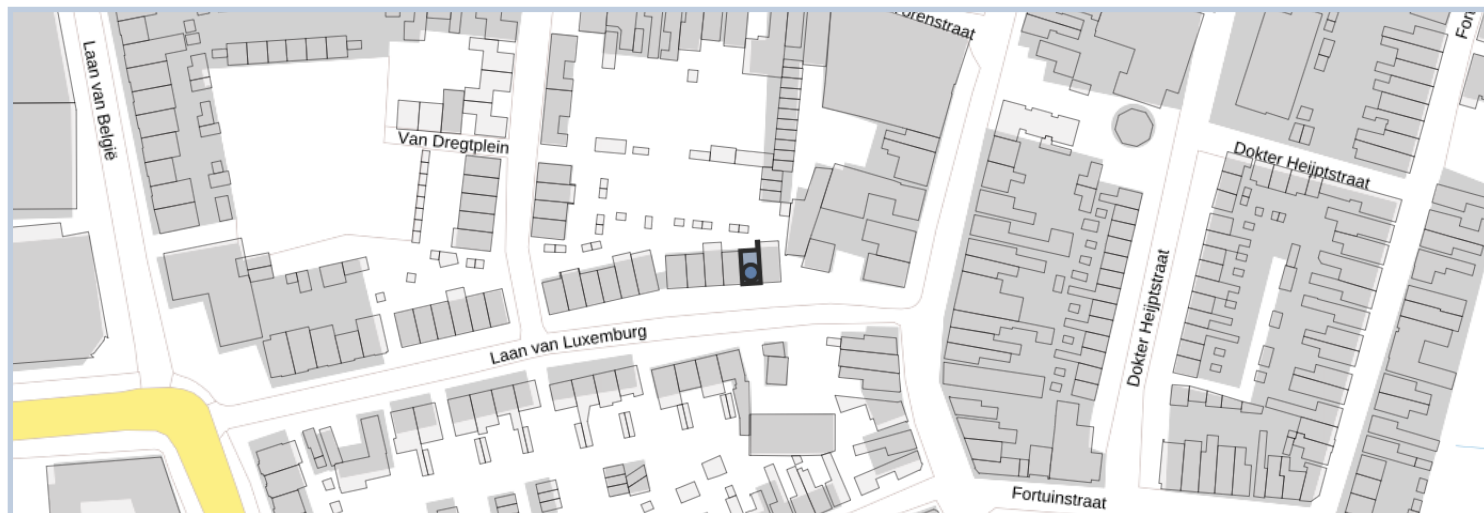 Laan van België
Van Dregtplein
Laan van Luxemburg
Dokter Heijptstraat
Dokter Heijptstraat
Fortuinstraat